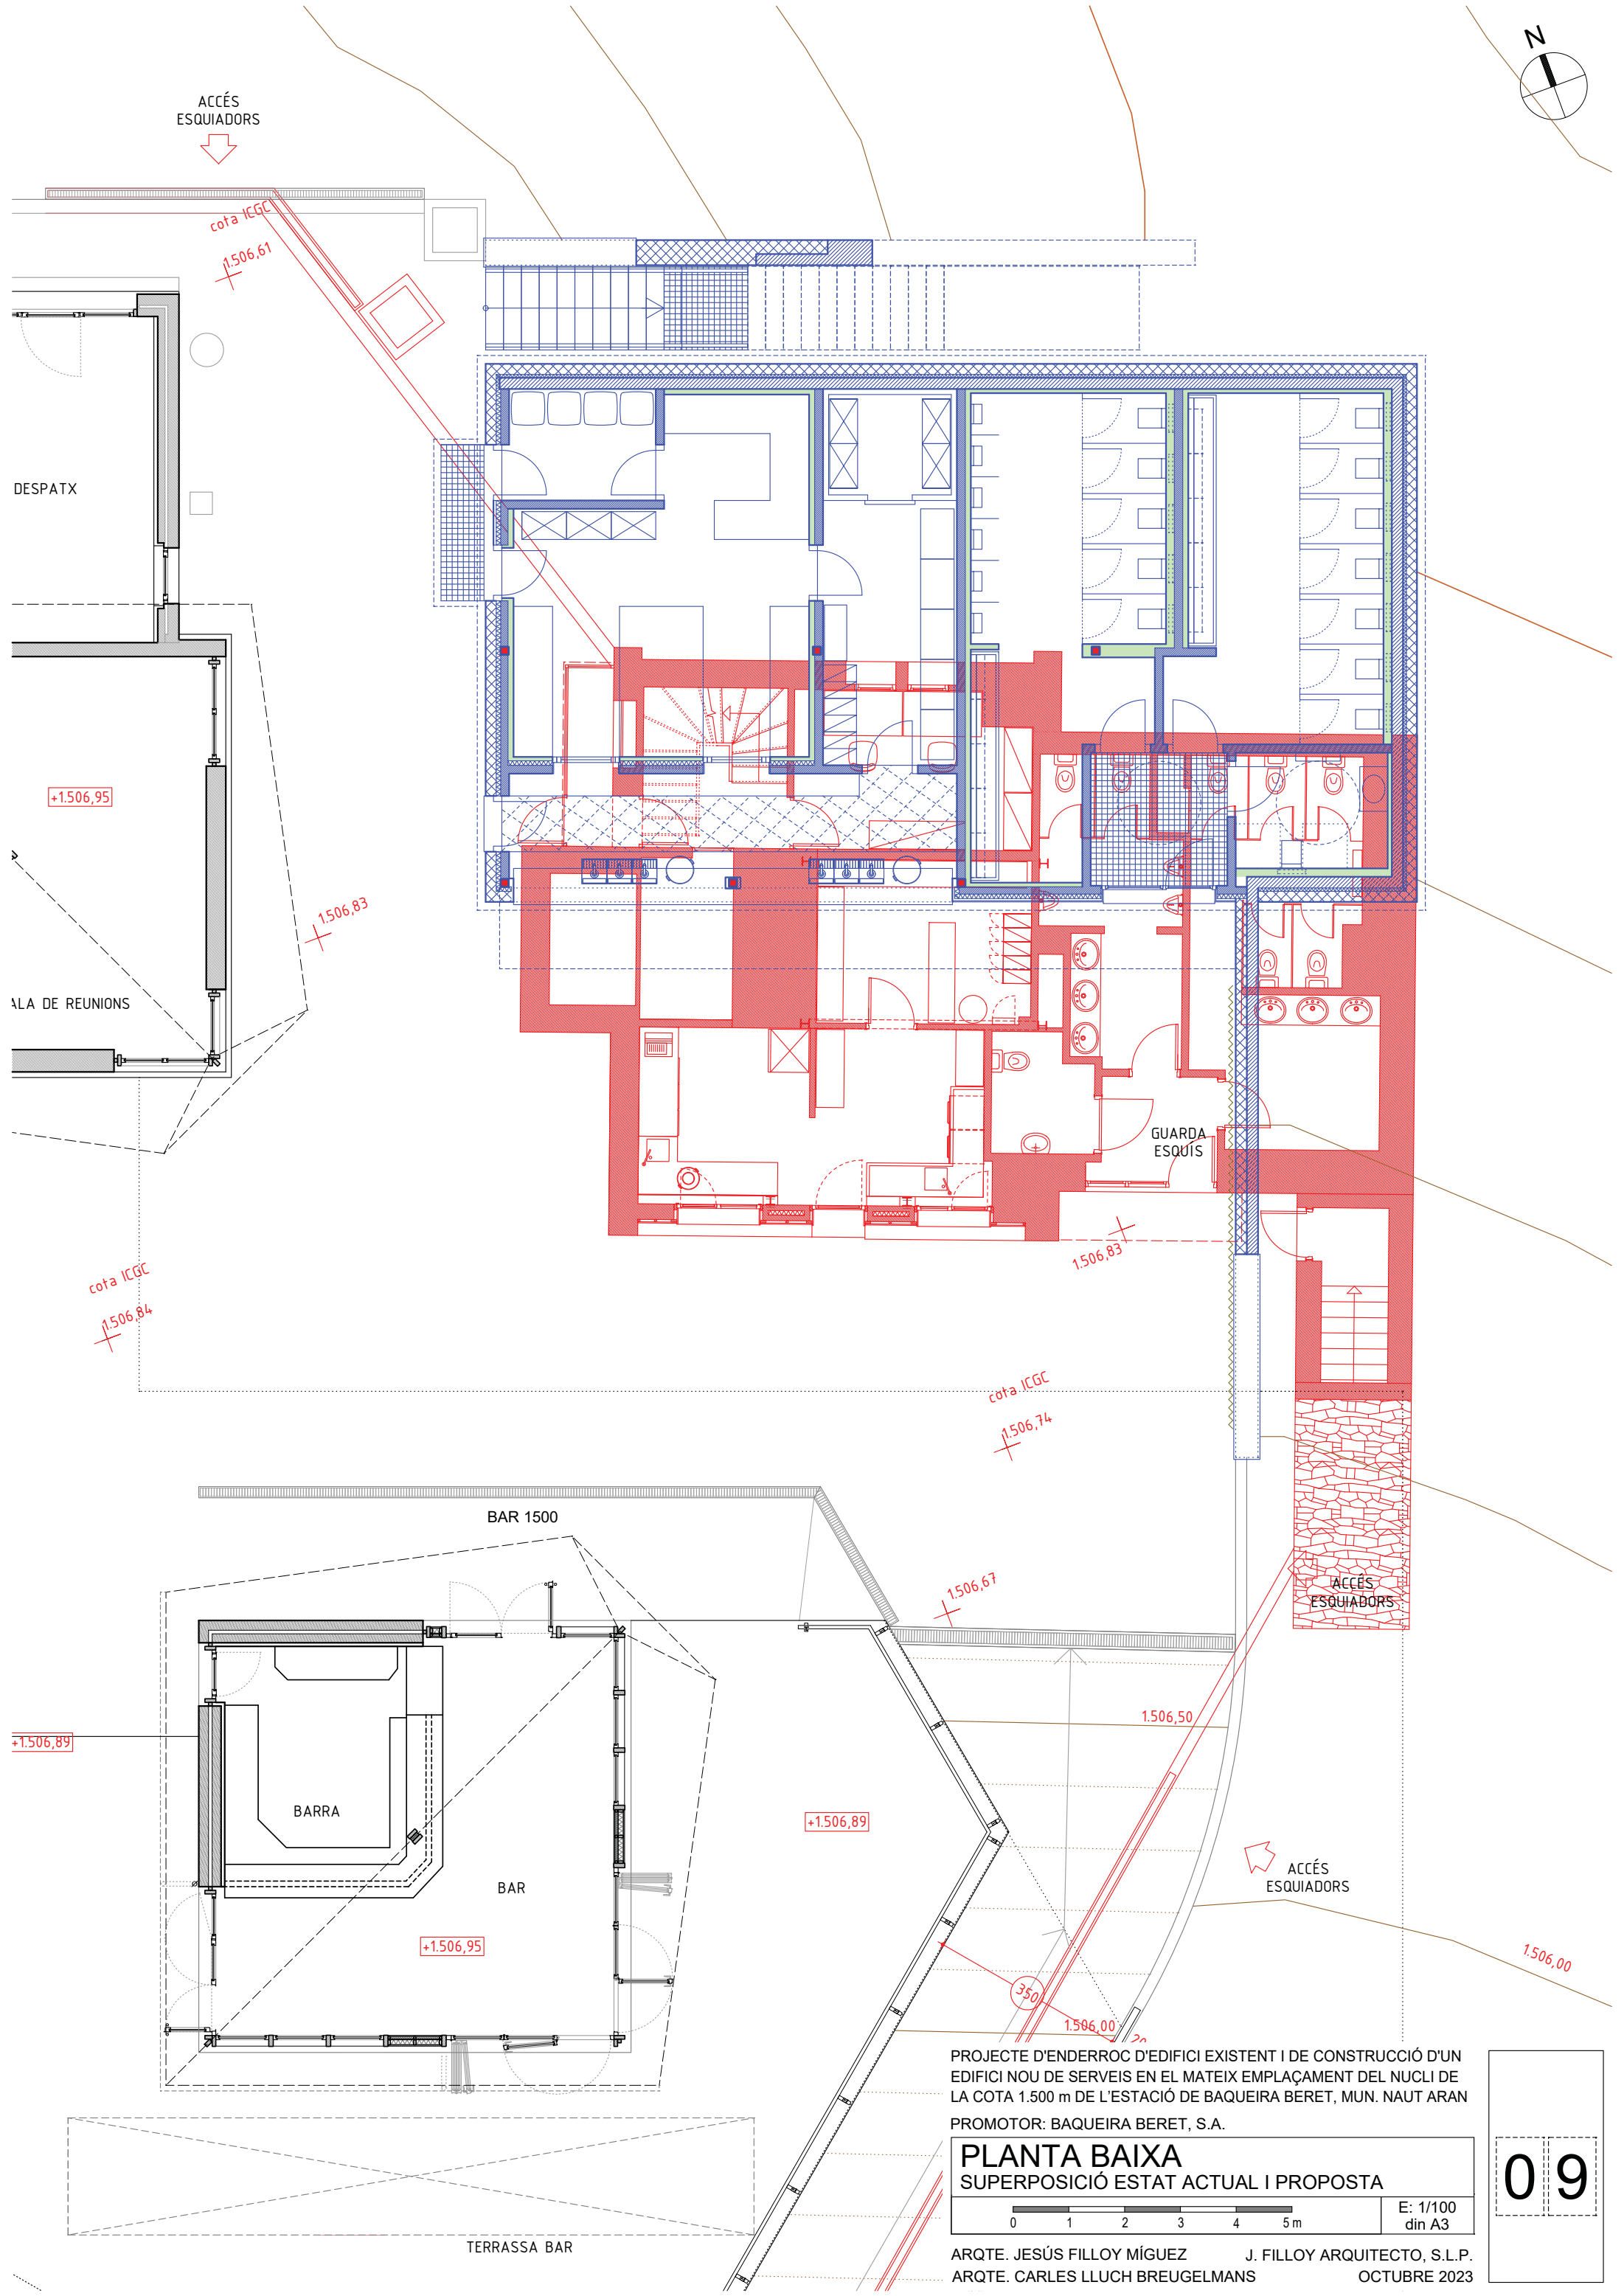 N
ACCÉS
ESQUIADORS
cota ICGC
1.506,61
DESPATX
+1.506,95
1.506,83
ALA DE REUNIONS
GUARDA
ESQUÍS
1.506,83
cota ICGC
1.506,84
cota ICGC
1.506,74
BAR 1500
1.506,67
ACCÉS
ESQUIADORS
1.506,50
+1.506,89
BARRA
+1.506,89
ACCÉS
ESQUIADORS
BAR
+1.506,95
1.506,00
350
1.506,00
PROJECTE D'ENDERROC D'EDIFICI EXISTENT I DE CONSTRUCCIÓ D'UN
EDIFICI NOU DE SERVEIS EN EL MATEIX EMPLAÇAMENT DEL NUCLI DE
LA COTA 1.500 m DE L'ESTACIÓ DE BAQUEIRA BERET, MUN. NAUT ARAN
PROMOTOR: BAQUEIRA BERET, S.A.
PLANTA BAIXA
SUPERPOSICIÓ ESTAT ACTUAL I PROPOSTA
0 1 2 3 4 5 m
E: 1/100
din A3
09
ARQTE. JESÚS FILLOY MÍGUEZ J. FILLOY ARQUITECTO, S.L.P.
ARQTE. CARLES LLUCH BREUGELMANS OCTUBRE 2023
TERRASSA BAR